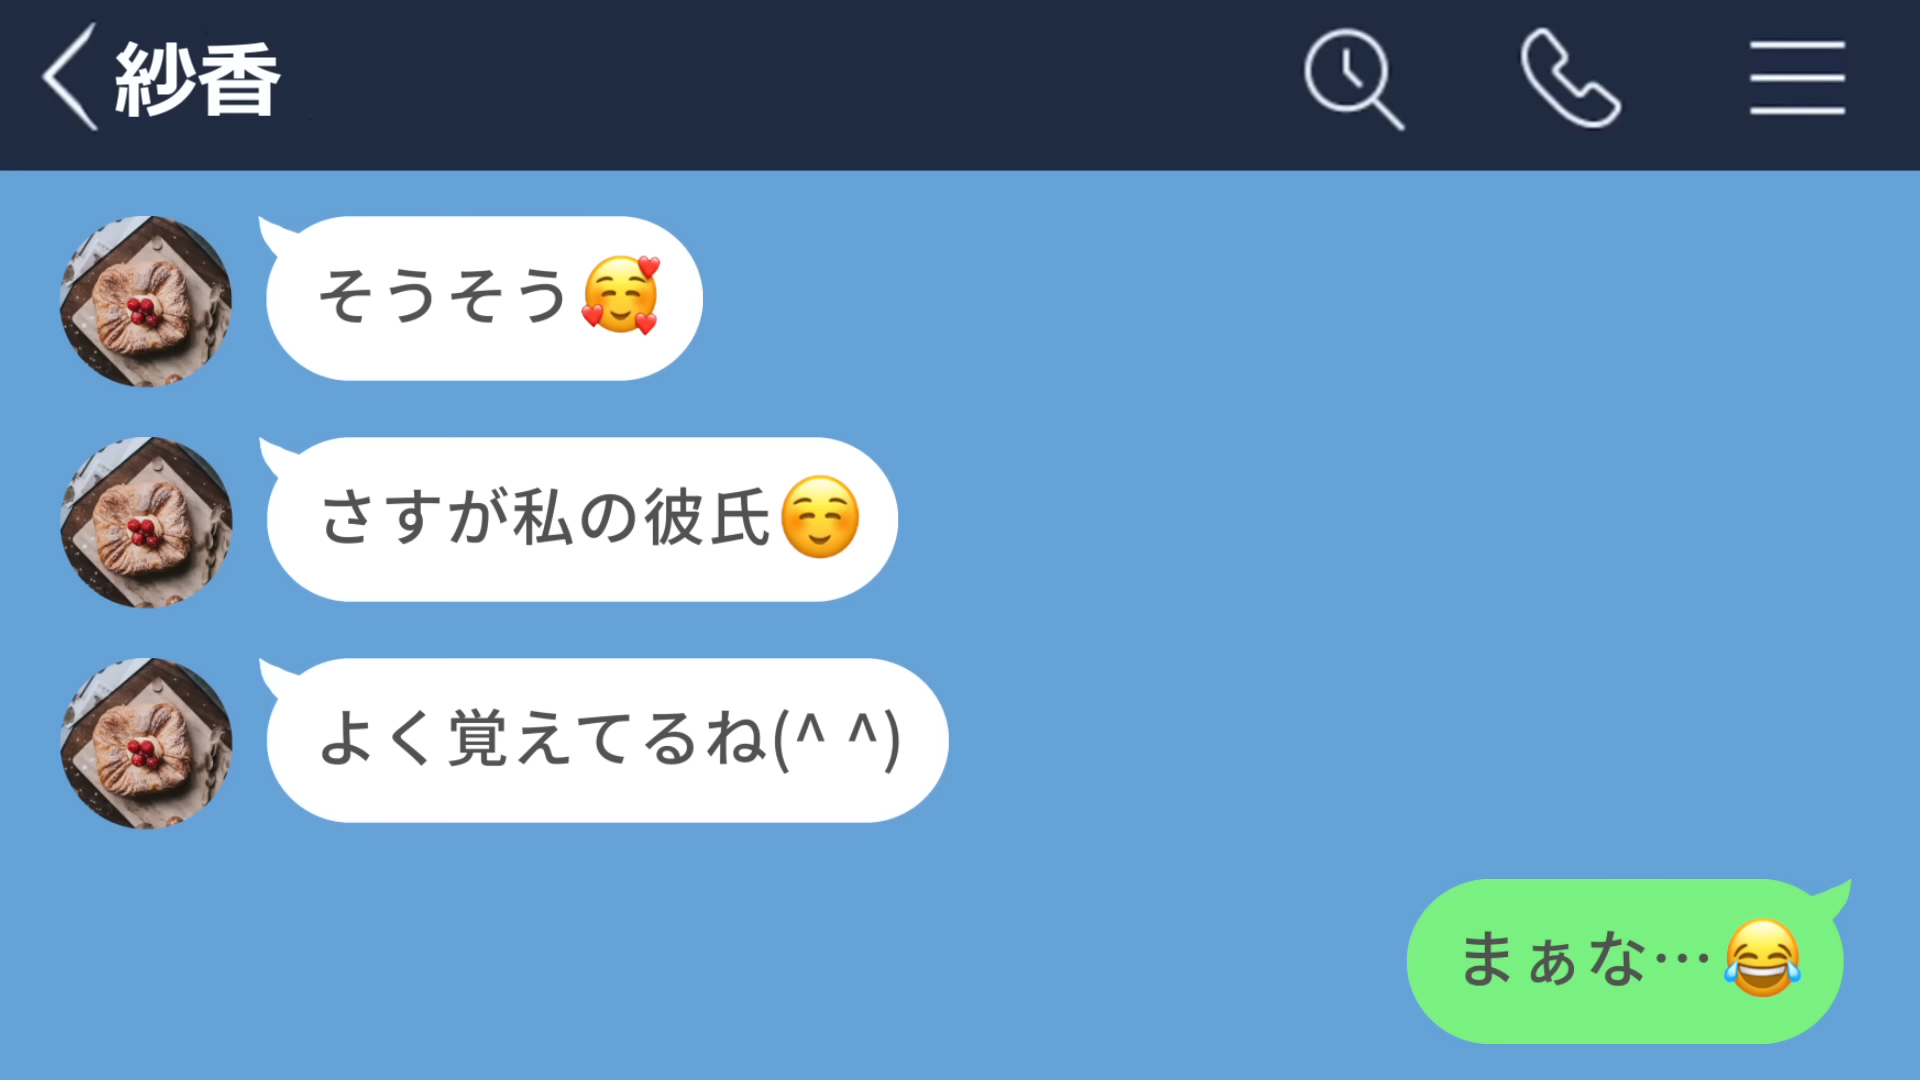 紗香
そうそう🥰
さすが私の彼氏☺️
よく覚えてるね(^ ^)
まぁな…😂